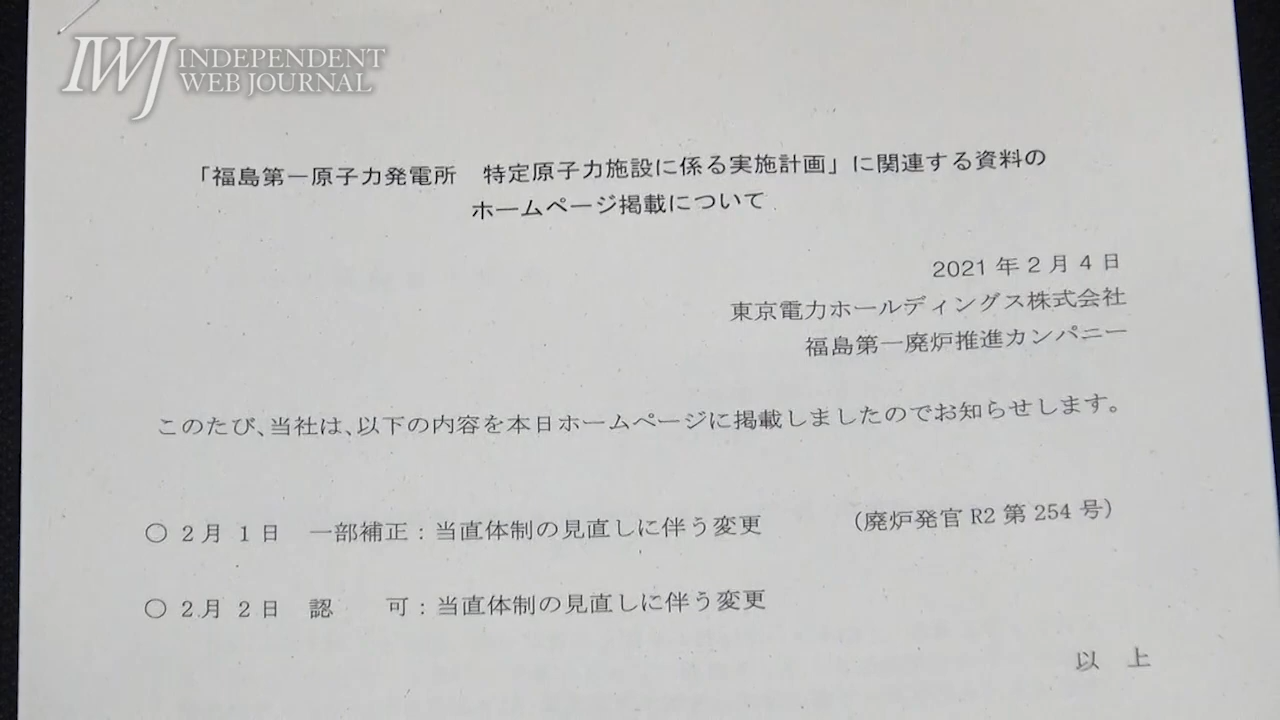 IWJ INDEPENDENT
WEB JOURNAL
「福島第一原子力発電所　特定原子力施設に係る実施計画」に関連する資料の
ホームページ掲載について
2021年2月4日
東京電力ホールディングス株式会社
福島第一廃炉推進カンパニー
このたび、当社は、以下の内容を本日ホームページに掲載しましたのでお知らせします。
○ 2月 1日　一部補正：当直体制の見直しに伴う変更　　　（廃炉発官R2第254号）
○ 2月 2日　認　　可：当直体制の見直しに伴う変更
以　上